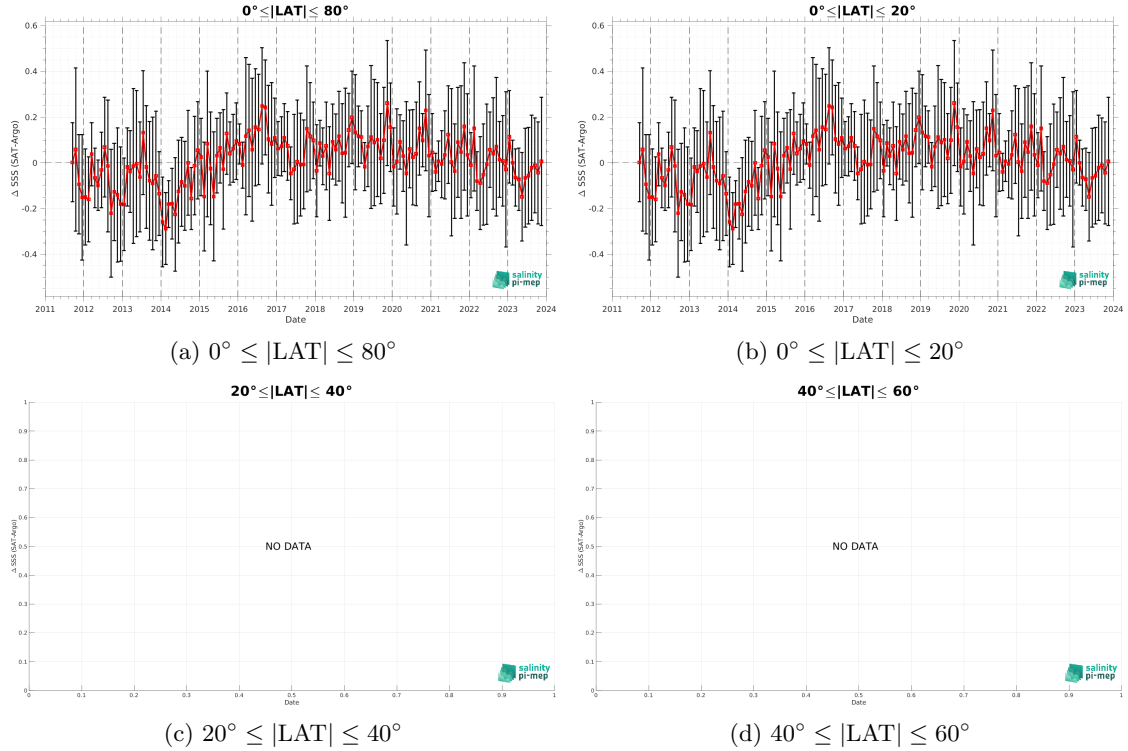 0°≤|LAT|≤ 80°
0.6
0.4
0.2
0
-0.2
-0.4
Δ SSS (SAT-Argo)
2011 2012 2013 2014 2015 2016 2017 2018 2019 2020 2021 2022 2023 2024
Date
salinity
pi-mep
(a) 0° ≤ |LAT| ≤ 80°
0°≤|LAT|≤ 20°
0.6
0.4
0.2
0
-0.2
-0.4
Δ SSS (SAT-Argo)
2011 2012 2013 2014 2015 2016 2017 2018 2019 2020 2021 2022 2023 2024
Date
salinity
pi-mep
(b) 0° ≤ |LAT| ≤ 20°
20°≤|LAT|≤ 40°
1
0.9
0.8
0.7
0.6
0.5
0.4
0.3
0.2
0.1
0
Δ SSS (SAT-Argo)
NO DATA
0 0.1 0.2 0.3 0.4 0.5 0.6 0.7 0.8 0.9 1
Date
salinity
pi-mep
(c) 20° ≤ |LAT| ≤ 40°
40°≤|LAT|≤ 60°
1
0.9
0.8
0.7
0.6
0.5
0.4
0.3
0.2
0.1
0
Δ SSS (SAT-Argo)
NO DATA
0 0.1 0.2 0.3 0.4 0.5 0.6 0.7 0.8 0.9 1
Date
salinity
pi-mep
(d) 40° ≤ |LAT| ≤ 60°